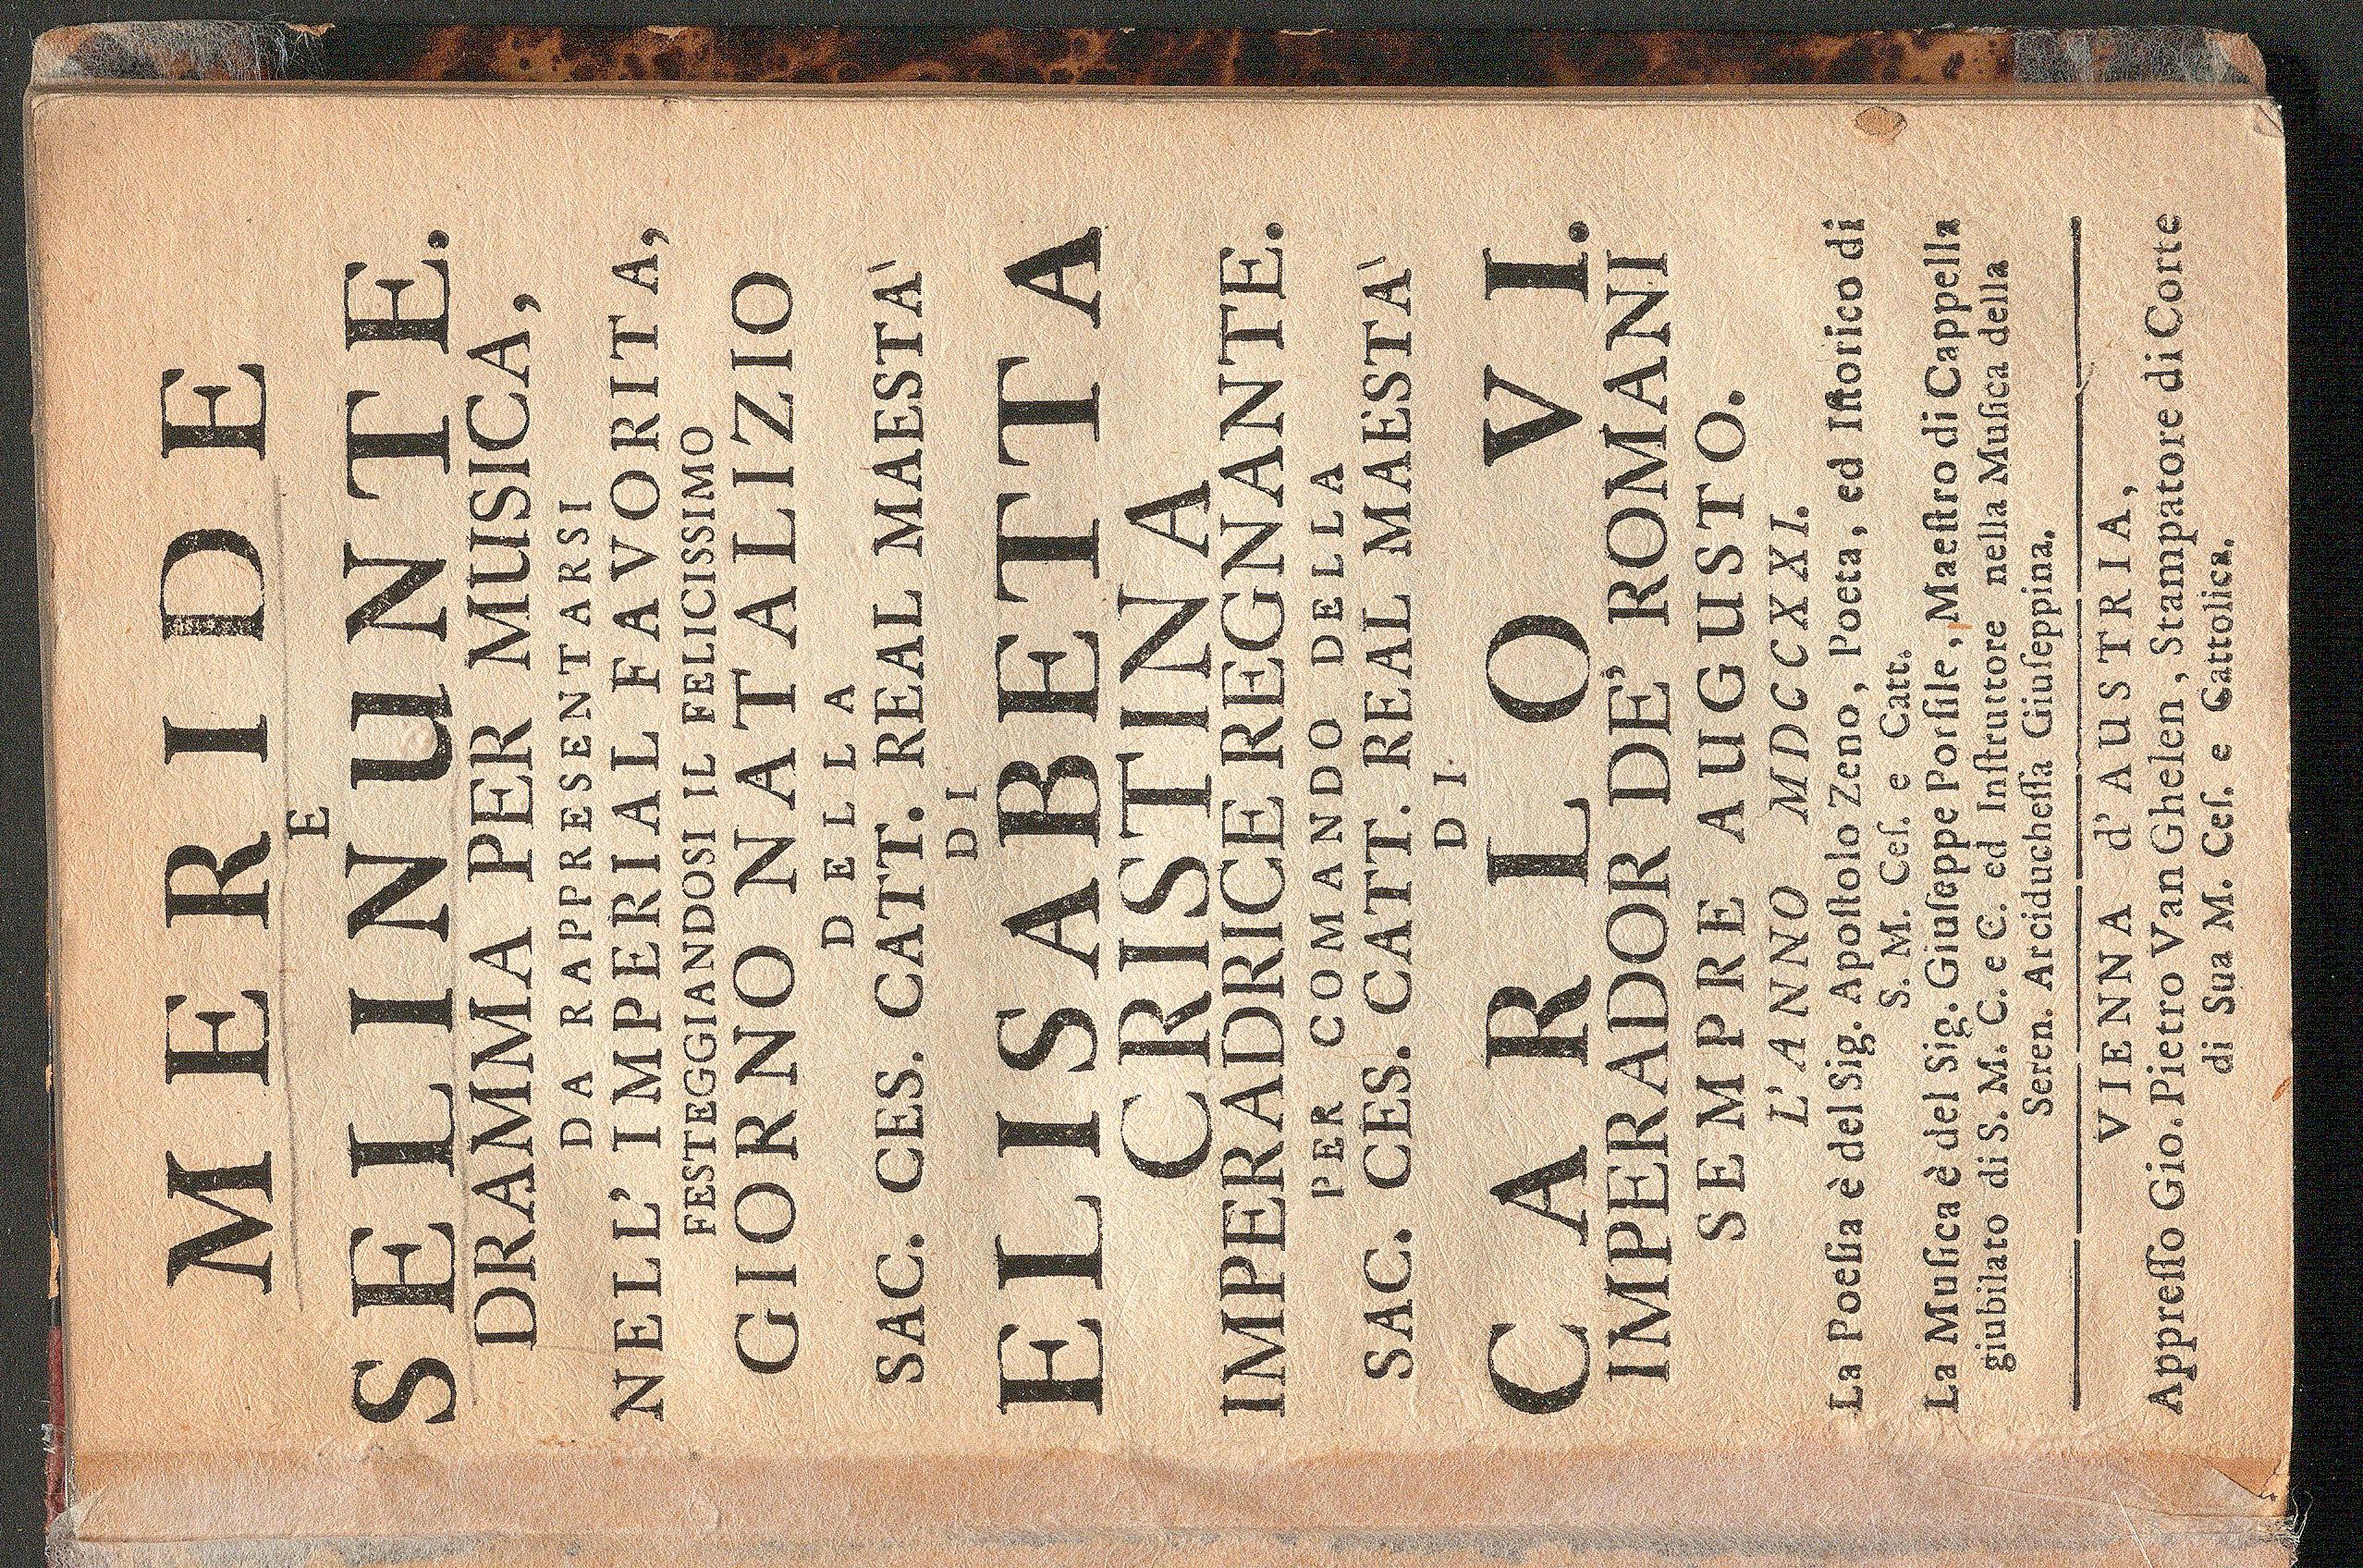 MERIDE
E
SELINUNTE.
DRAMMA PER MUSICA,
DA RAPPRESENTARSI
NELL' IMPERIAL FAVORITA,
FESTEGGIANDOSI IL FELICISSIMO
GIORNO NATALIZIO
DELLA
SAC. CES. CATT. REAL MAESTA'
DI
ELISABETTA
CRISTINA
IMPERADRICE REGNANTE.
PER COMANDO DELLA
SAC. CES. CATT. REAL MAESTA'
DI
CARLO VI.
IMPERADOR DE' ROMANI
SEMPRE AUGUSTO.
L'ANNO MDCCXXI.
La Poeſia è del Sig. Apoſtolo Zeno, Poeta, ed Iſtorico di
S. M. Ceſ. e Catt.
La Muſica è del Sig. Giuſeppe Porſile, Maeſtro di Cappella
giubilato di S. M. C. e C. ed Inſtruttore nella Muſica della
Seren. Arciducheſſa Giuſeppina.
VIENNA d'AUSTRIA,
Appreſſo Gio. Pietro Van Ghelen, Stampatore di Corte
di Sua M. Ceſ. e Cattolica.